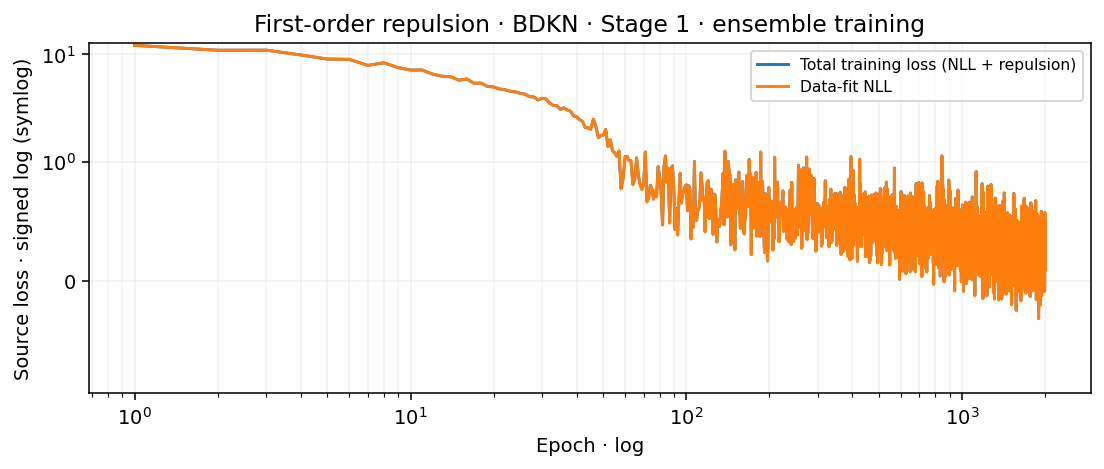 First-order repulsion · BDKN · Stage 1 · ensemble training
Source loss · signed log (symlog)
10¹
10⁰
0
Total training loss (NLL + repulsion)
Data-fit NLL
10⁰
10¹
10²
10³
Epoch · log